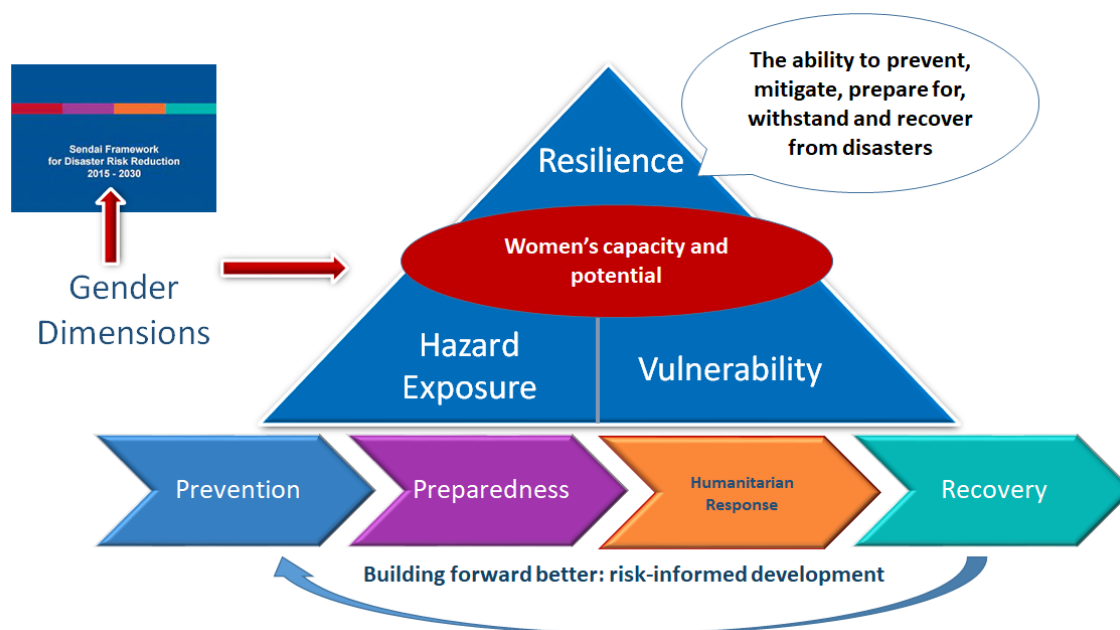 The ability to prevent,
mitigate, prepare for,
withstand and recover
from disasters
Sendai Framework
for Disaster Risk Reduction
2015 - 2030
Resilience
Women’s capacity and
potential
Gender
Dimensions
Hazard
Exposure
Vulnerability
Prevention
Preparedness
Humanitarian
Response
Recovery
Building forward better: risk-informed development